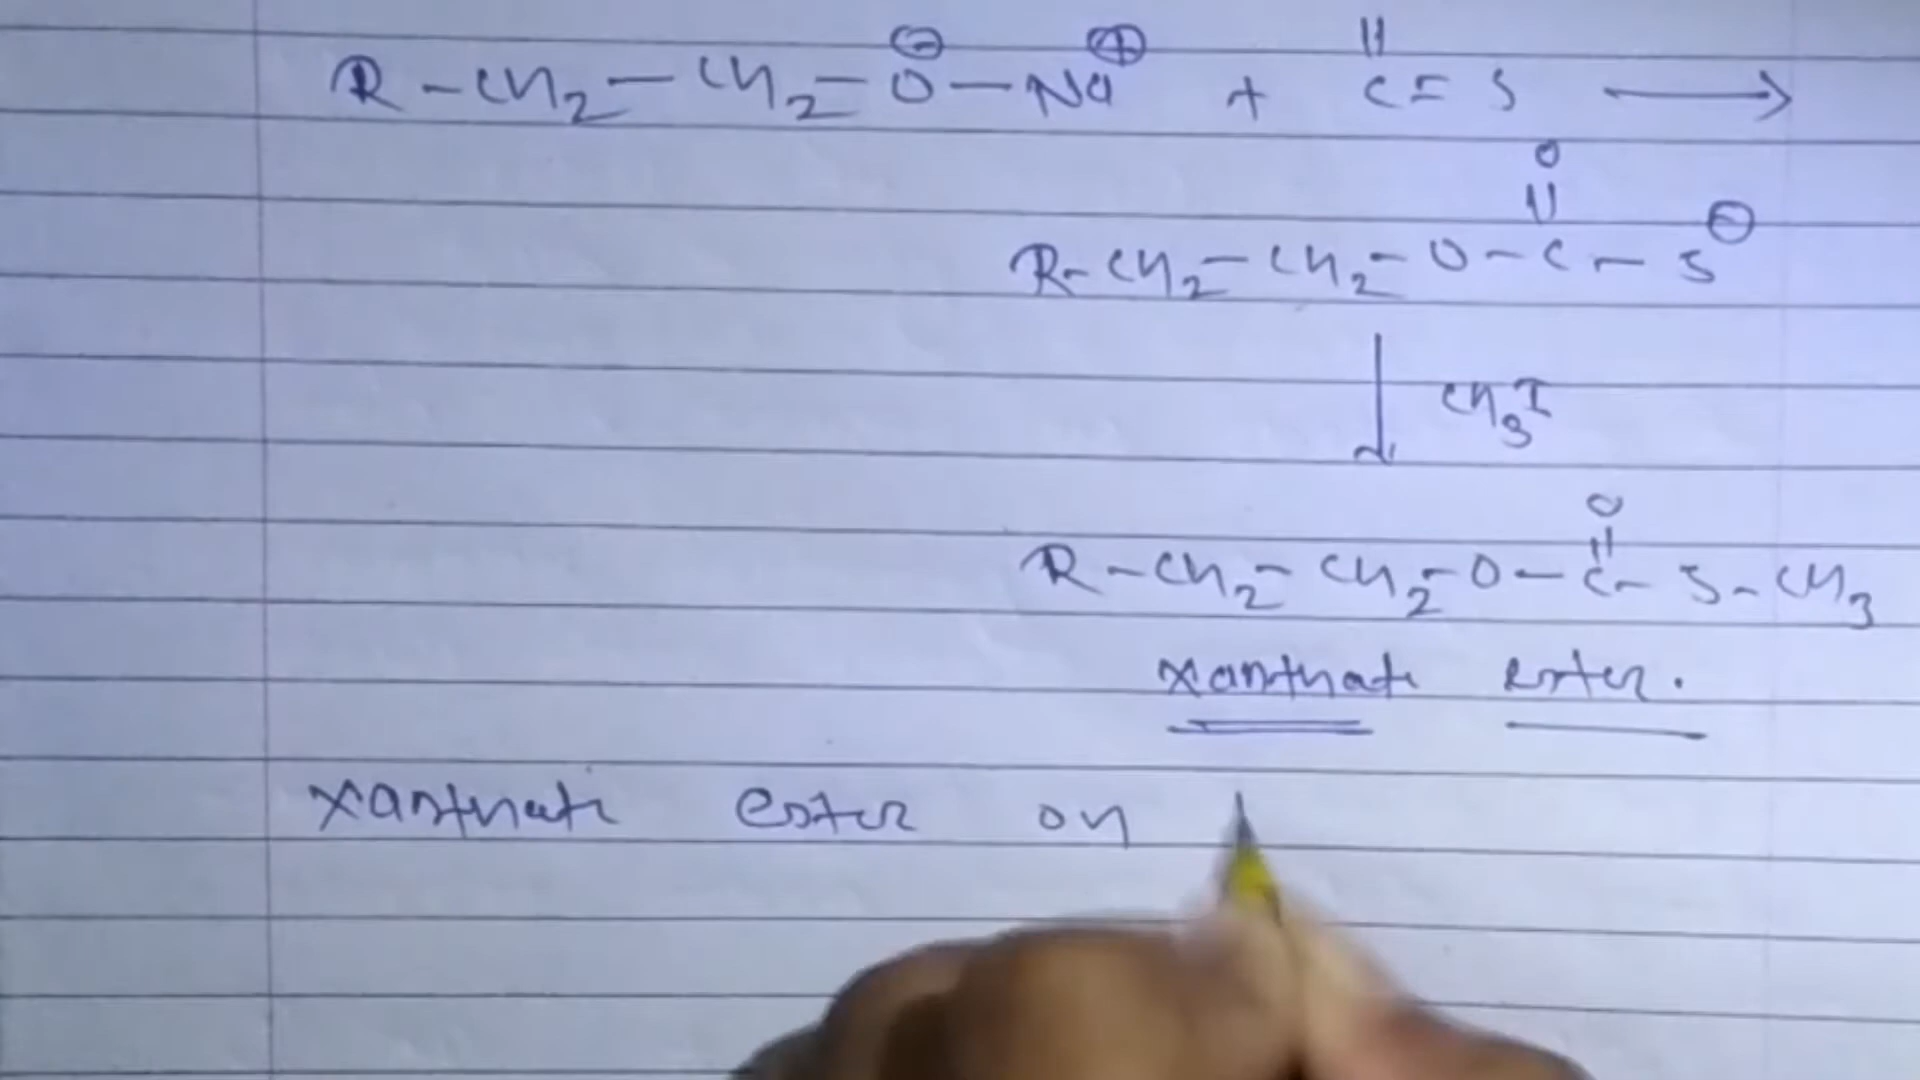 ||
R-CH2-CH2-O⊖-Na⊕ + C=S ⟶
O
||
R-CH2-CH2-O-C-S⊖
↓ CH3I
O
||
R-CH2-CH2-O-C-S-CH3
xanthate ester.
xanthate ester on